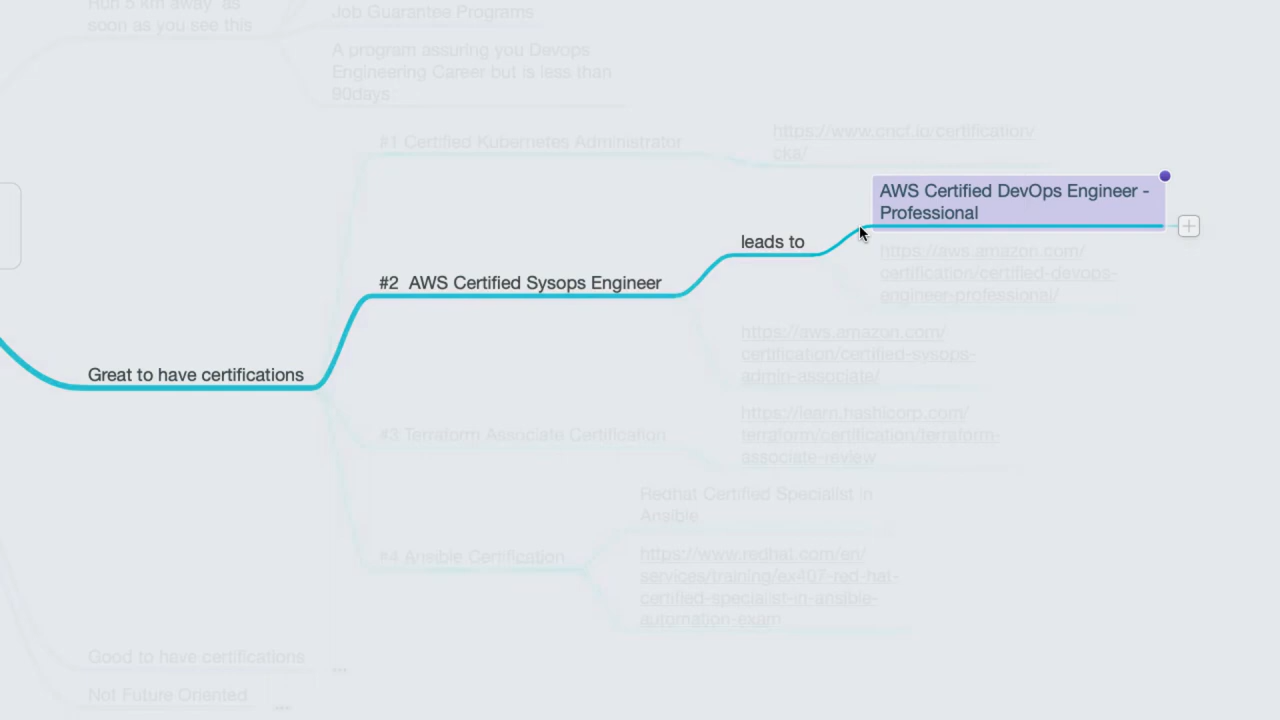 Run 5 km away as
soon as you see this
Job Guarantee Programs
A program assuring you Devops
Engineering Career but is less than
90days
#1 Certified Kubernetes Administrator
https://www.cncf.io/certification/
cka/
AWS Certified DevOps Engineer -
Professional
leads to
https://aws.amazon.com/
certification/certified-devops-
engineer-professional/
#2 AWS Certified Sysops Engineer
https://aws.amazon.com/
certification/certified-sysops-
admin-associate/
Great to have certifications
#3 Terraform Associate Certification
https://learn.hashicorp.com/
terraform/certification/terraform-
associate-review
Redhat Certified Specialist in
Ansible
#4 Ansible Certification
https://www.redhat.com/en/
services/training/ex407-red-hat-
certified-specialist-in-ansible-
automation-exam
Good to have certifications
...
Not Future Oriented
...